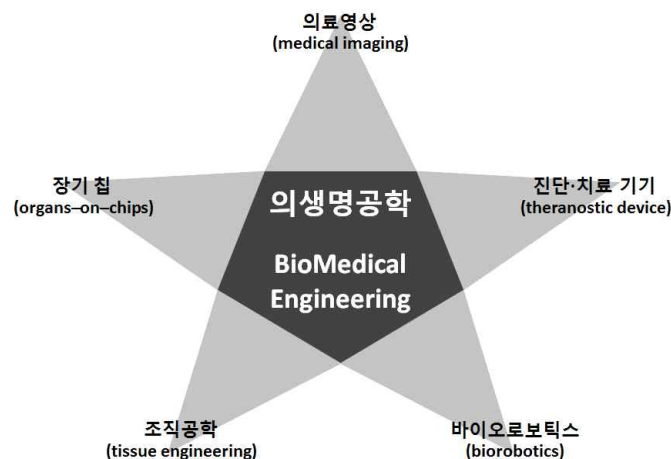 의료영상
(medical imaging)
장기 칩
(organs–on–chips)
진단·치료 기기
(theranostic device)
의생명공학
BioMedical
Engineering
조직공학
(tissue engineering)
바이오로보틱스
(biorobotics)